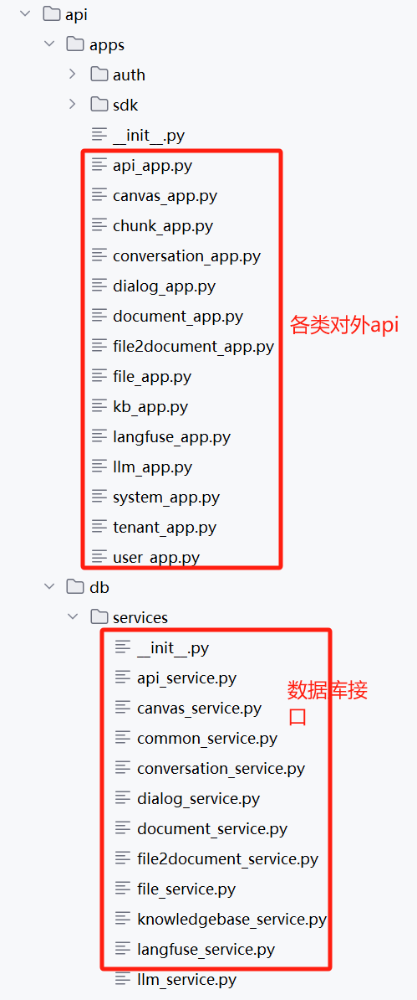 api
apps
auth
sdk
__init__.py
api_app.py
canvas_app.py
chunk_app.py
conversation_app.py
dialog_app.py
document_app.py
各类对外api
file2document_app.py
file_app.py
kb_app.py
langfuse_app.py
llm_app.py
system_app.py
tenant_app.py
user_app.py
db
services
__init__.py
api_service.py
数据库接
口
canvas_service.py
common_service.py
conversation_service.py
dialog_service.py
document_service.py
file2document_service.py
file_service.py
knowledgebase_service.py
langfuse_service.py
llm_service.py